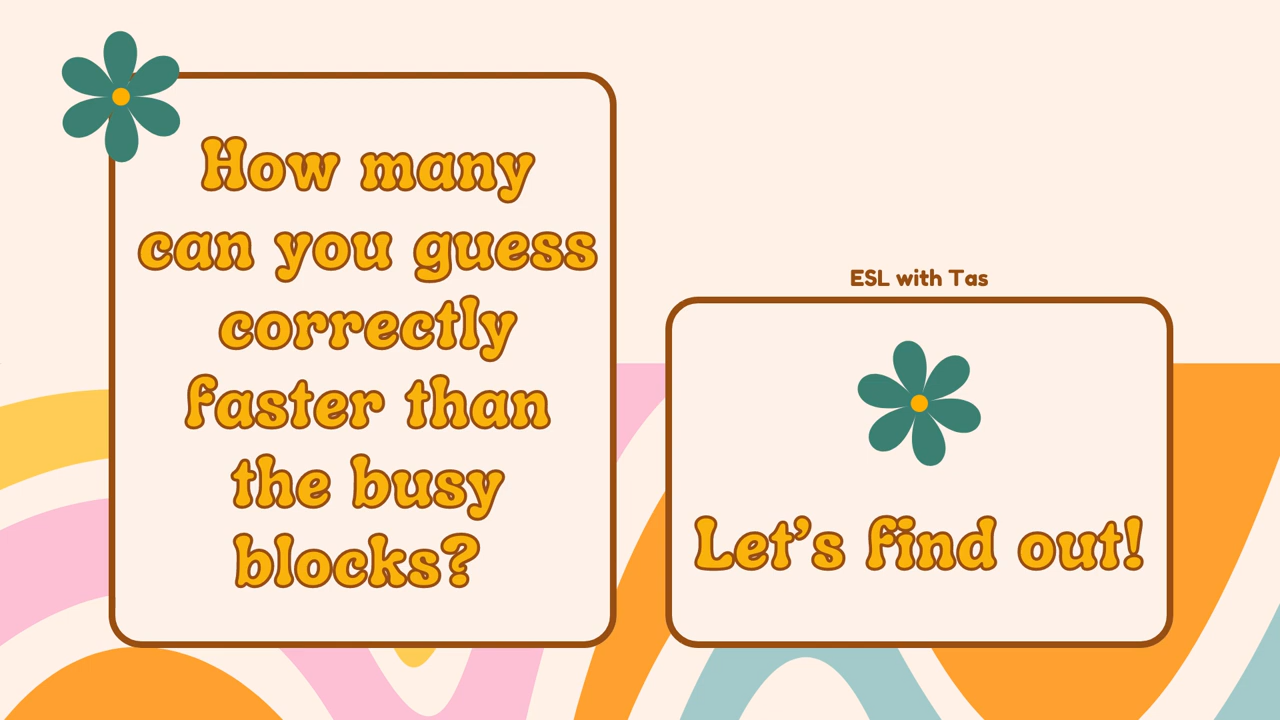 How many
can you guess
correctly
faster than
the busy
blocks?
ESL with Tas
Let's find out!